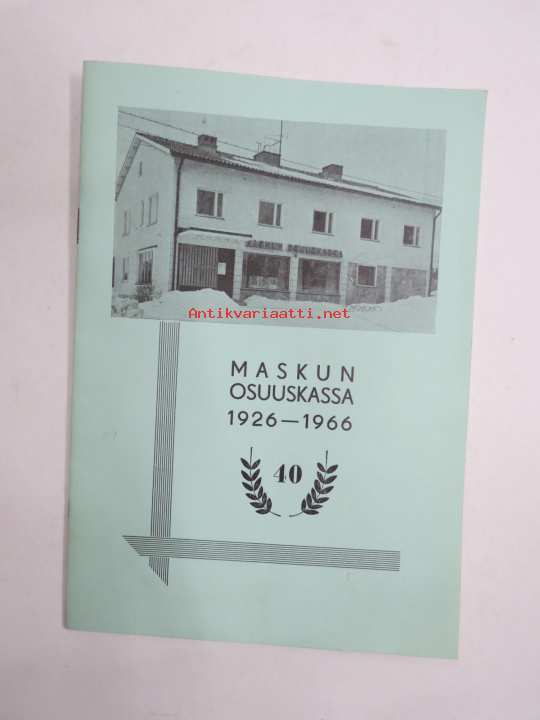 MASKUN OSUUSKASSA
Antikvariaatti.net
MASKUN
OSUUSKASSA
1926—1966
40